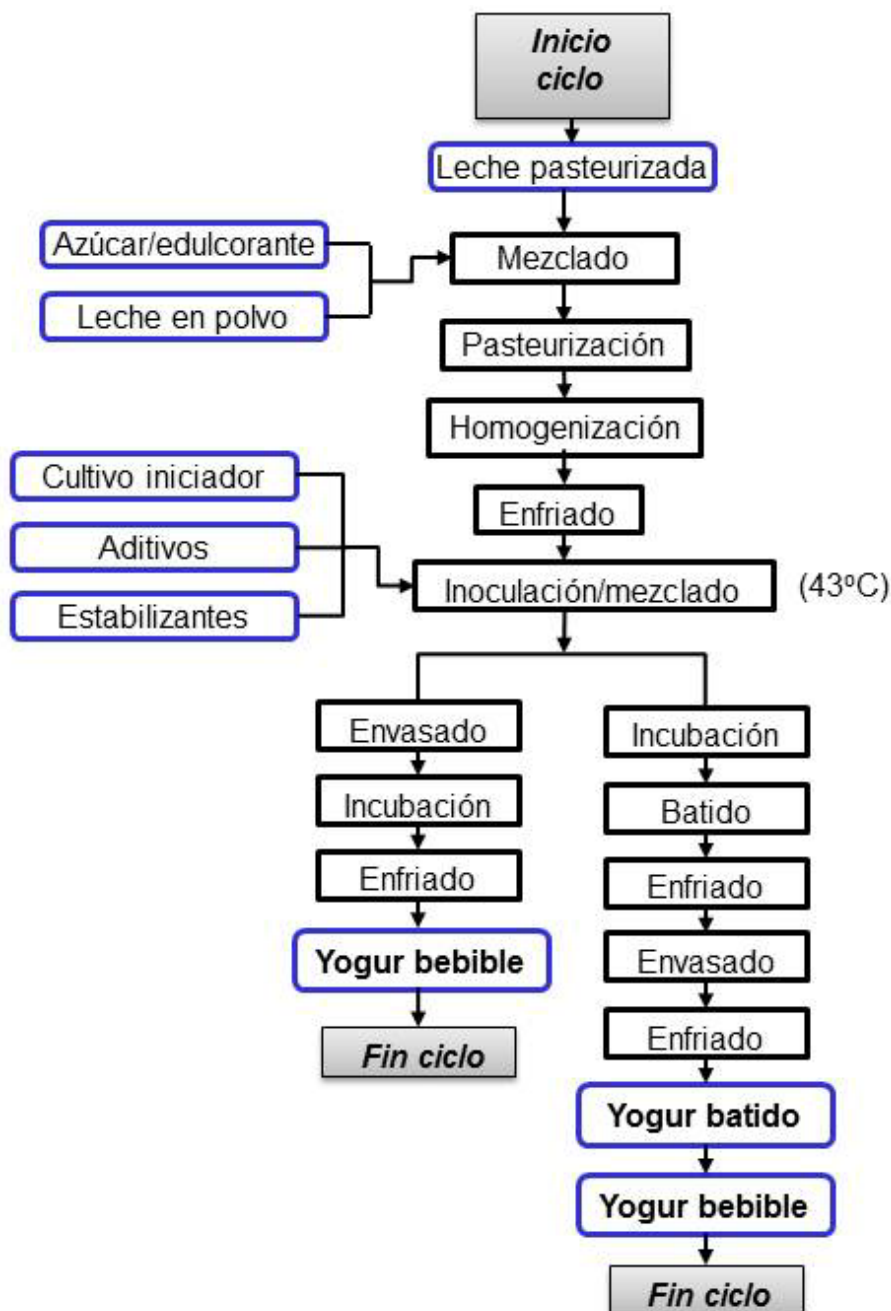 Inicio
ciclo
Leche pasteurizada
Azúcar/edulcorante
Mezclado
Leche en polvo
Pasteurización
Homogenización
Cultivo iniciador
Enfriado
Aditivos
Inoculación/mezclado
(43ºC)
Estabilizantes
Envasado
Incubación
Enfriado
Yogur bebible
Fin ciclo
Incubación
Batido
Enfriado
Envasado
Enfriado
Yogur batido
Yogur bebible
Fin ciclo